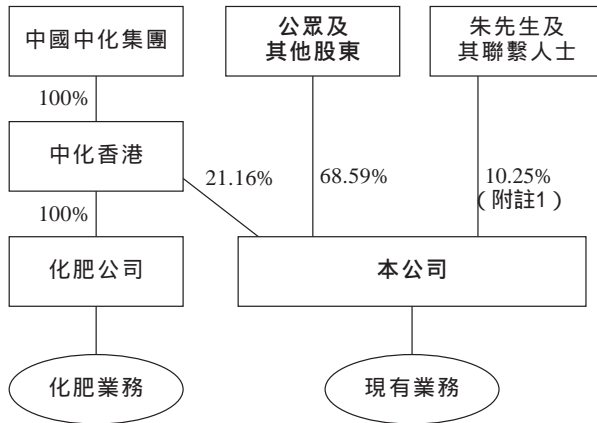 中國中化集團
公眾及
其他股東
朱先生及
其聯繫人士
100%
中化香港
21.16%
68.59%
10.25%
（附註1）
100%
化肥公司
本公司
化肥業務
現有業務